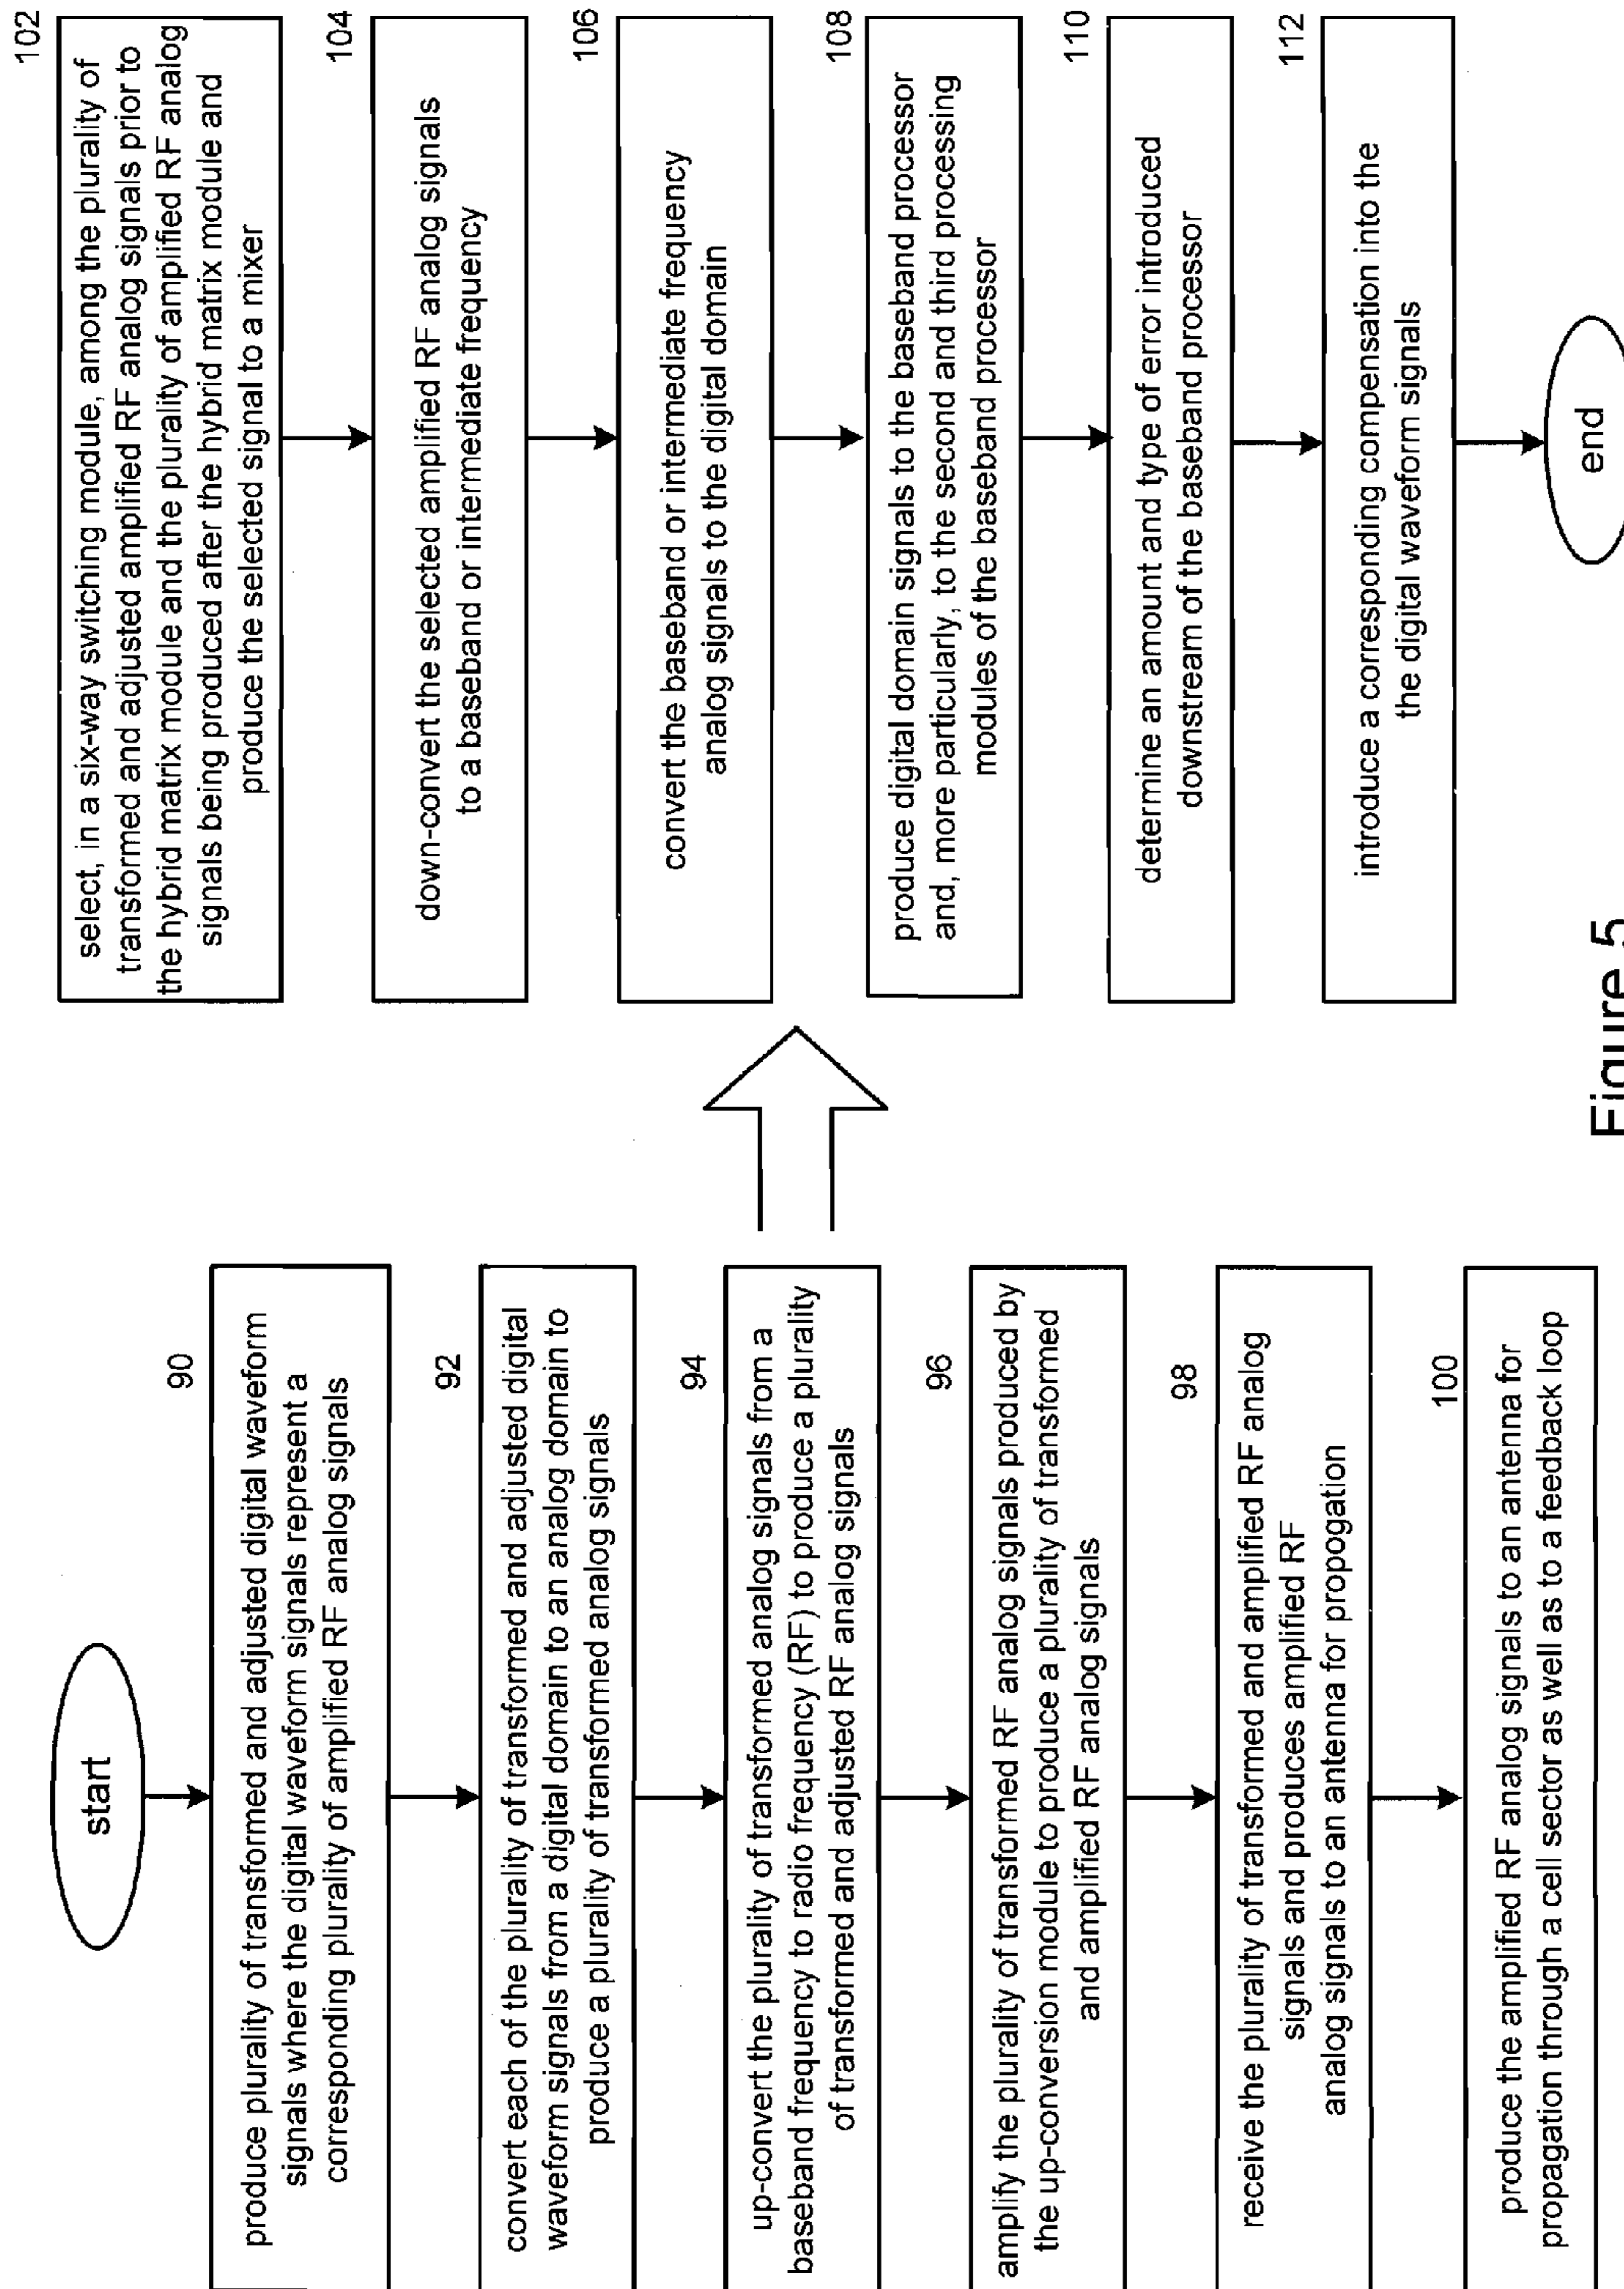 start
90
produce plurality of transformed and adjusted digital waveform
signals where the digital waveform signals represent a
corresponding plurality of amplified RF analog signals
92
convert each of the plurality of transformed and adjusted digital
waveform signals from a digital domain to an analog domain to
produce a plurality of transformed analog signals
94
up-convert the plurality of transformed analog signals from a
baseband frequency to radio frequency (RF) to produce a plurality
of transformed and adjusted RF analog signals
96
amplify the plurality of transformed RF analog signals produced by
the up-conversion module to produce a plurality of transformed
and amplified RF analog signals
98
receive the plurality of transformed and amplified RF analog
signals and produces amplified RF
analog signals to an antenna for propogation
100
produce the amplified RF analog signals to an antenna for
propagation through a cell sector as well as to a feedback loop
102
select, in a six-way switching module, among the plurality of
transformed and adjusted amplified RF analog signals prior to
the hybrid matrix module and the plurality of amplified RF analog
signals being produced after the hybrid matrix module and
produce the selected signal to a mixer
104
down-convert the selected amplified RF analog signals
to a baseband or intermediate frequency
106
convert the baseband or intermediate frequency
analog signals to the digital domain
108
produce digital domain signals to the baseband processor
and, more particularly, to the second and third processing
modules of the baseband processor
110
determine an amount and type of error introduced
downstream of the baseband processor
112
introduce a corresponding compensation into the
the digital waveform signals
end
Figure 5